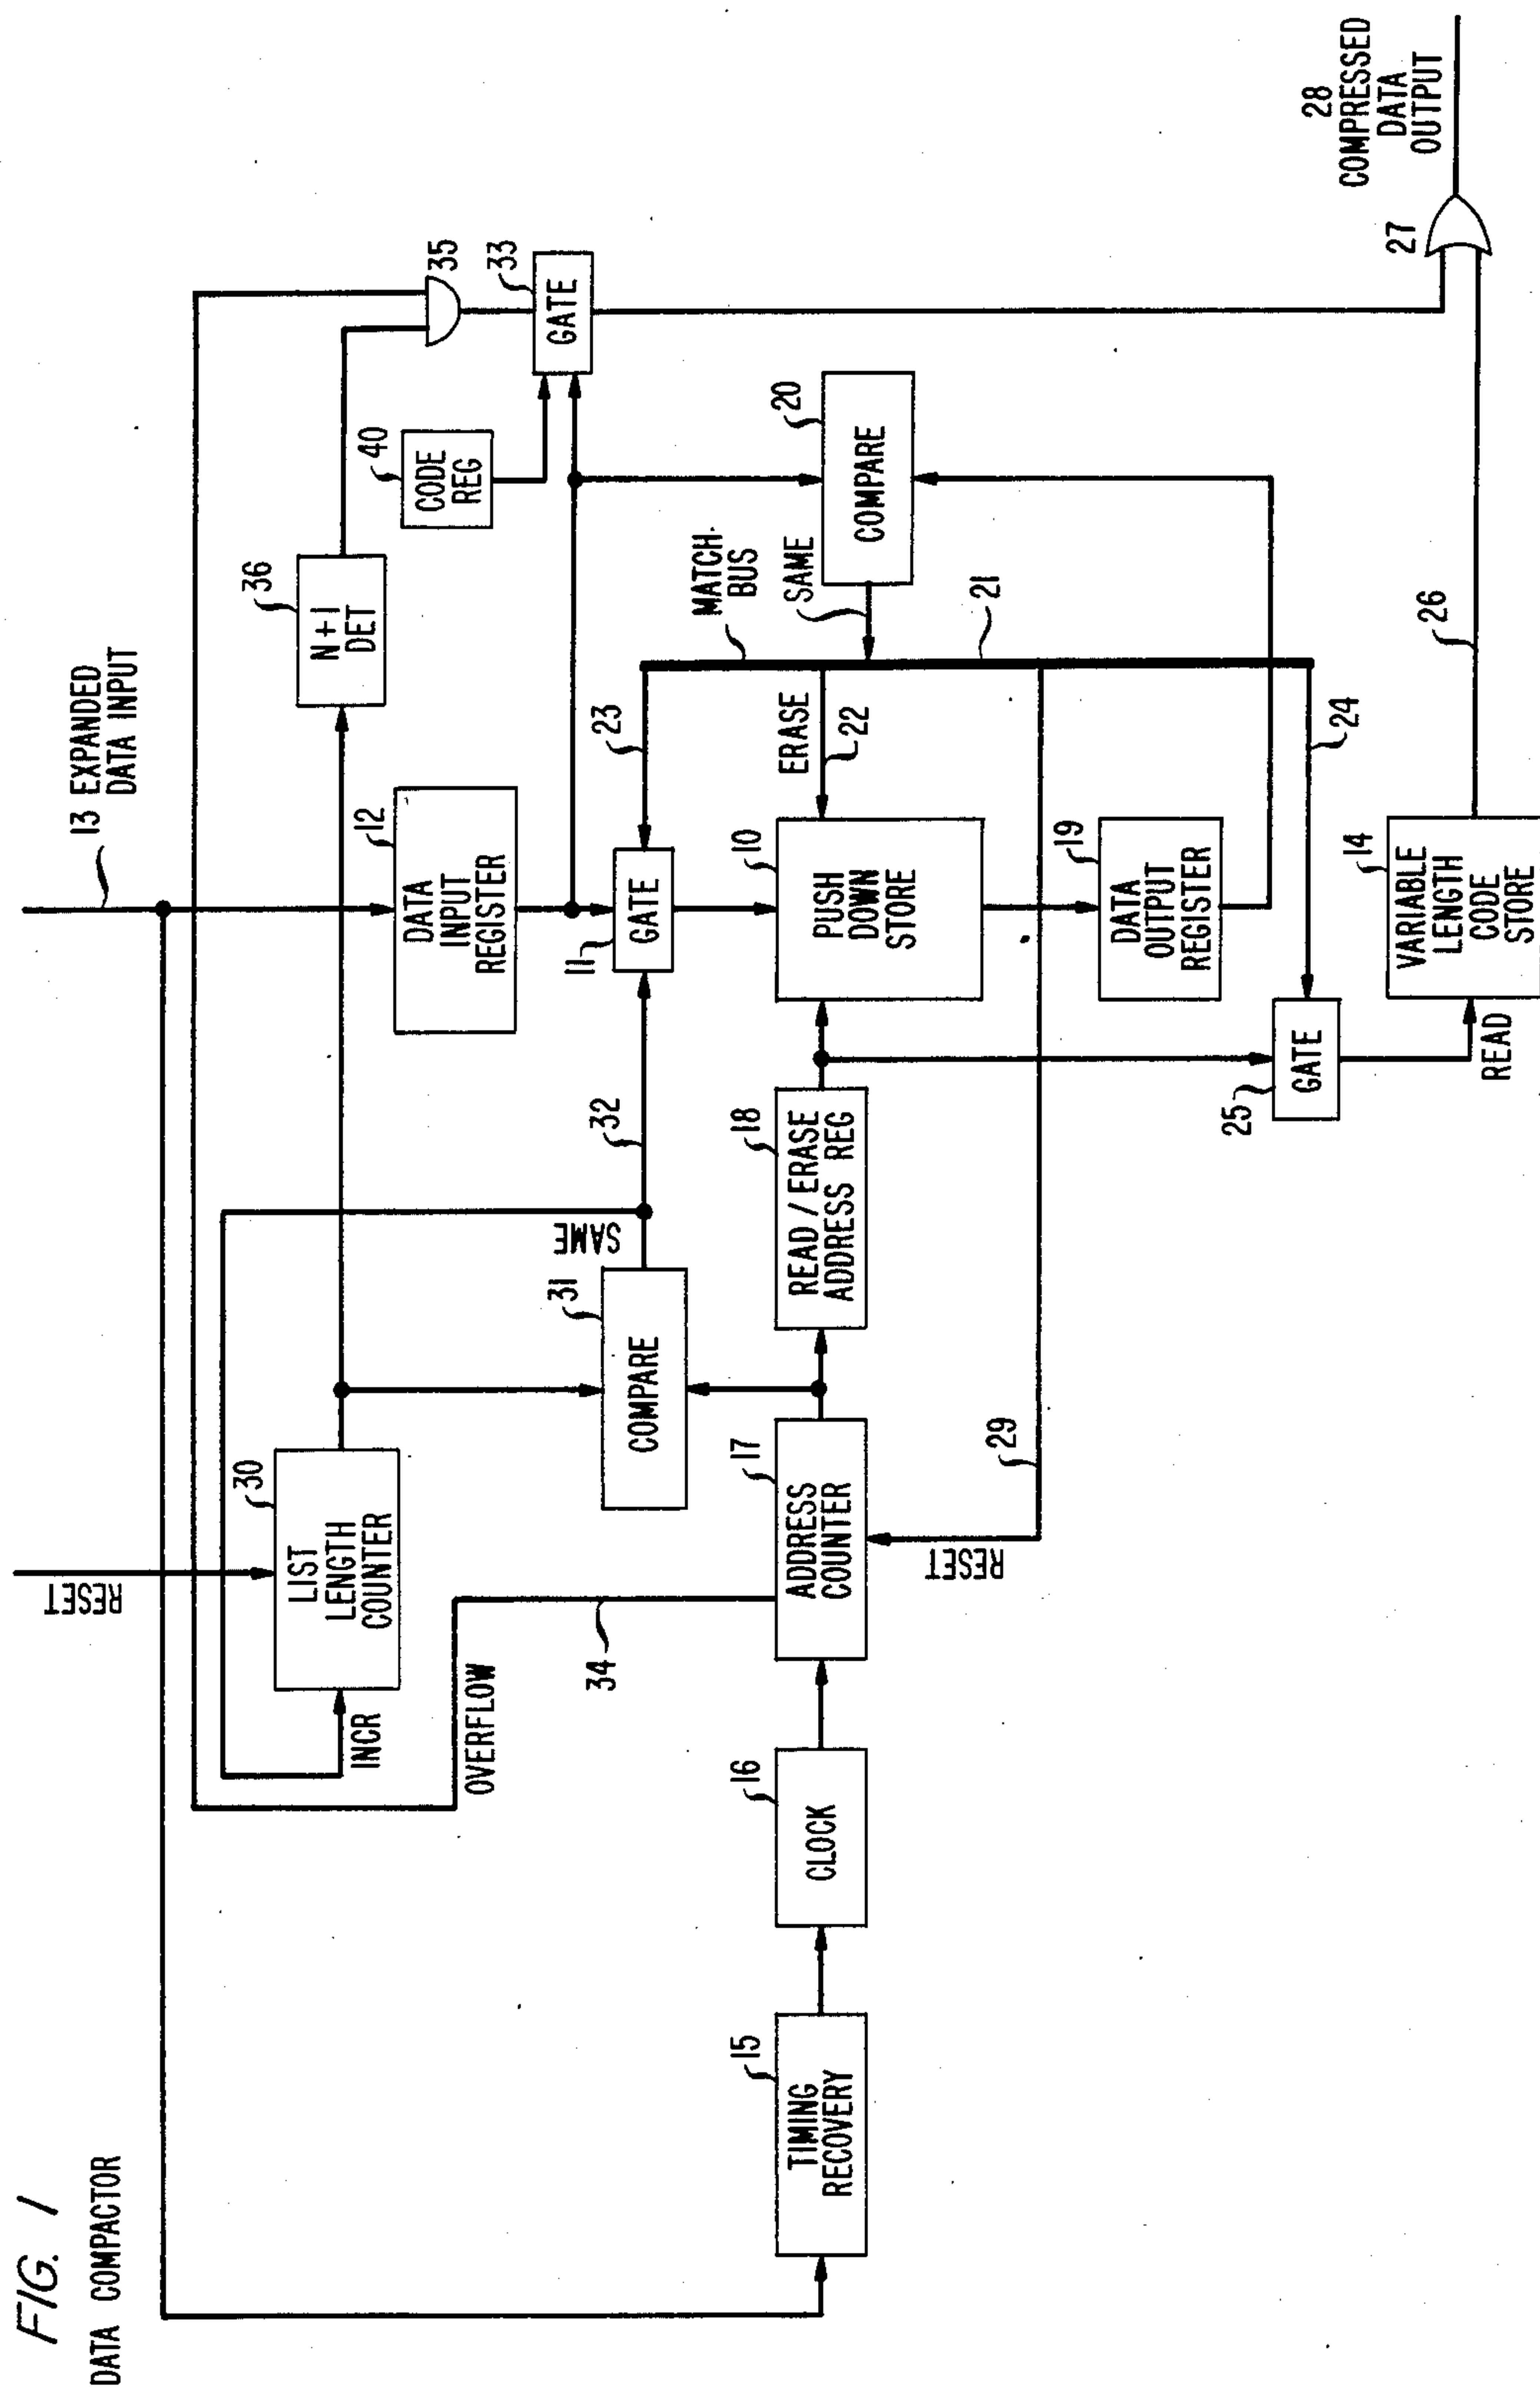 FIG. 1
DATA COMPACTOR
13 EXPANDED
DATA INPUT
RESET
30
LIST
LENGTH
COUNTER
INCR
OVERFLOW
34
36
N+1
DET
35
12
DATA
INPUT
REGISTER
40
CODE
REG
33
GATE
31
COMPARE
SAME
32
11
GATE
23
MATCH
BUS
SAME
20
COMPARE
15
TIMING
RECOVERY
16
CLOCK
17
ADDRESS
COUNTER
RESET
29
18
READ/ERASE
ADDRESS REG
10
PUSH
DOWN
STORE
ERASE
22
21
19
DATA
OUTPUT
REGISTER
24
25
GATE
READ
14
VARIABLE
LENGTH
CODE
STORE
26
27
28
COMPRESSED
DATA
OUTPUT